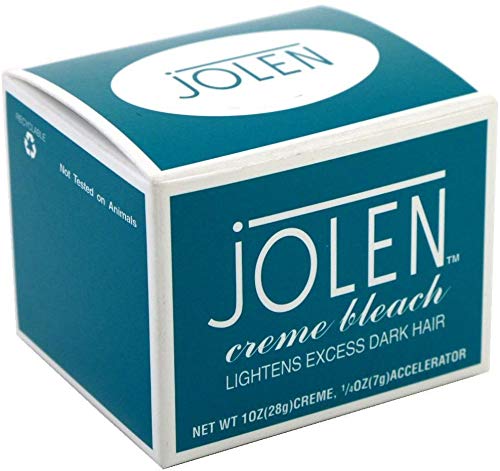 JOLEN
RECYCLABLE
Not Tested on Animals
JOLEN™
creme bleach
LIGHTENS EXCESS DARK HAIR
NET WT 1OZ(28g)CREME, 1/4OZ(7g)ACCELERATOR